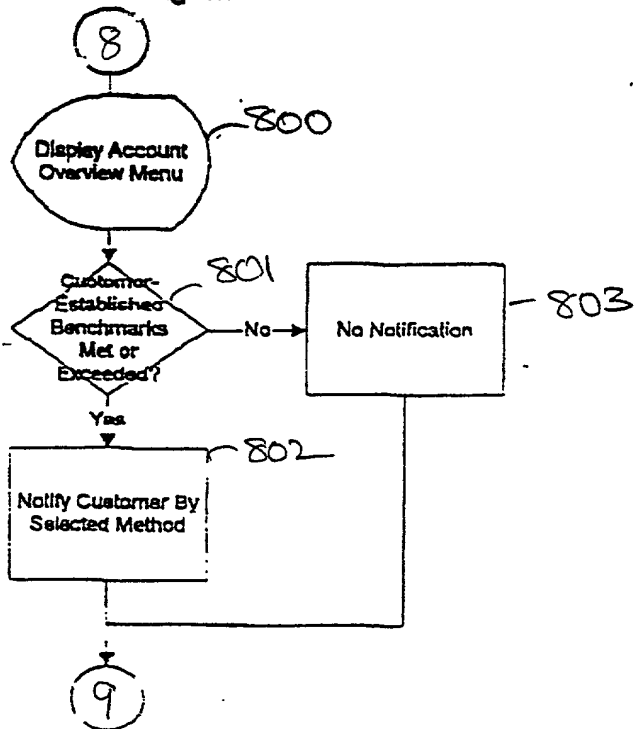 8
800
Display Account
Overview Menu
801
Customer-
Established
Benchmarks
Met or
Exceeded?
No
No Notification
803
Yes
802
Notify Customer By
Selected Method
9